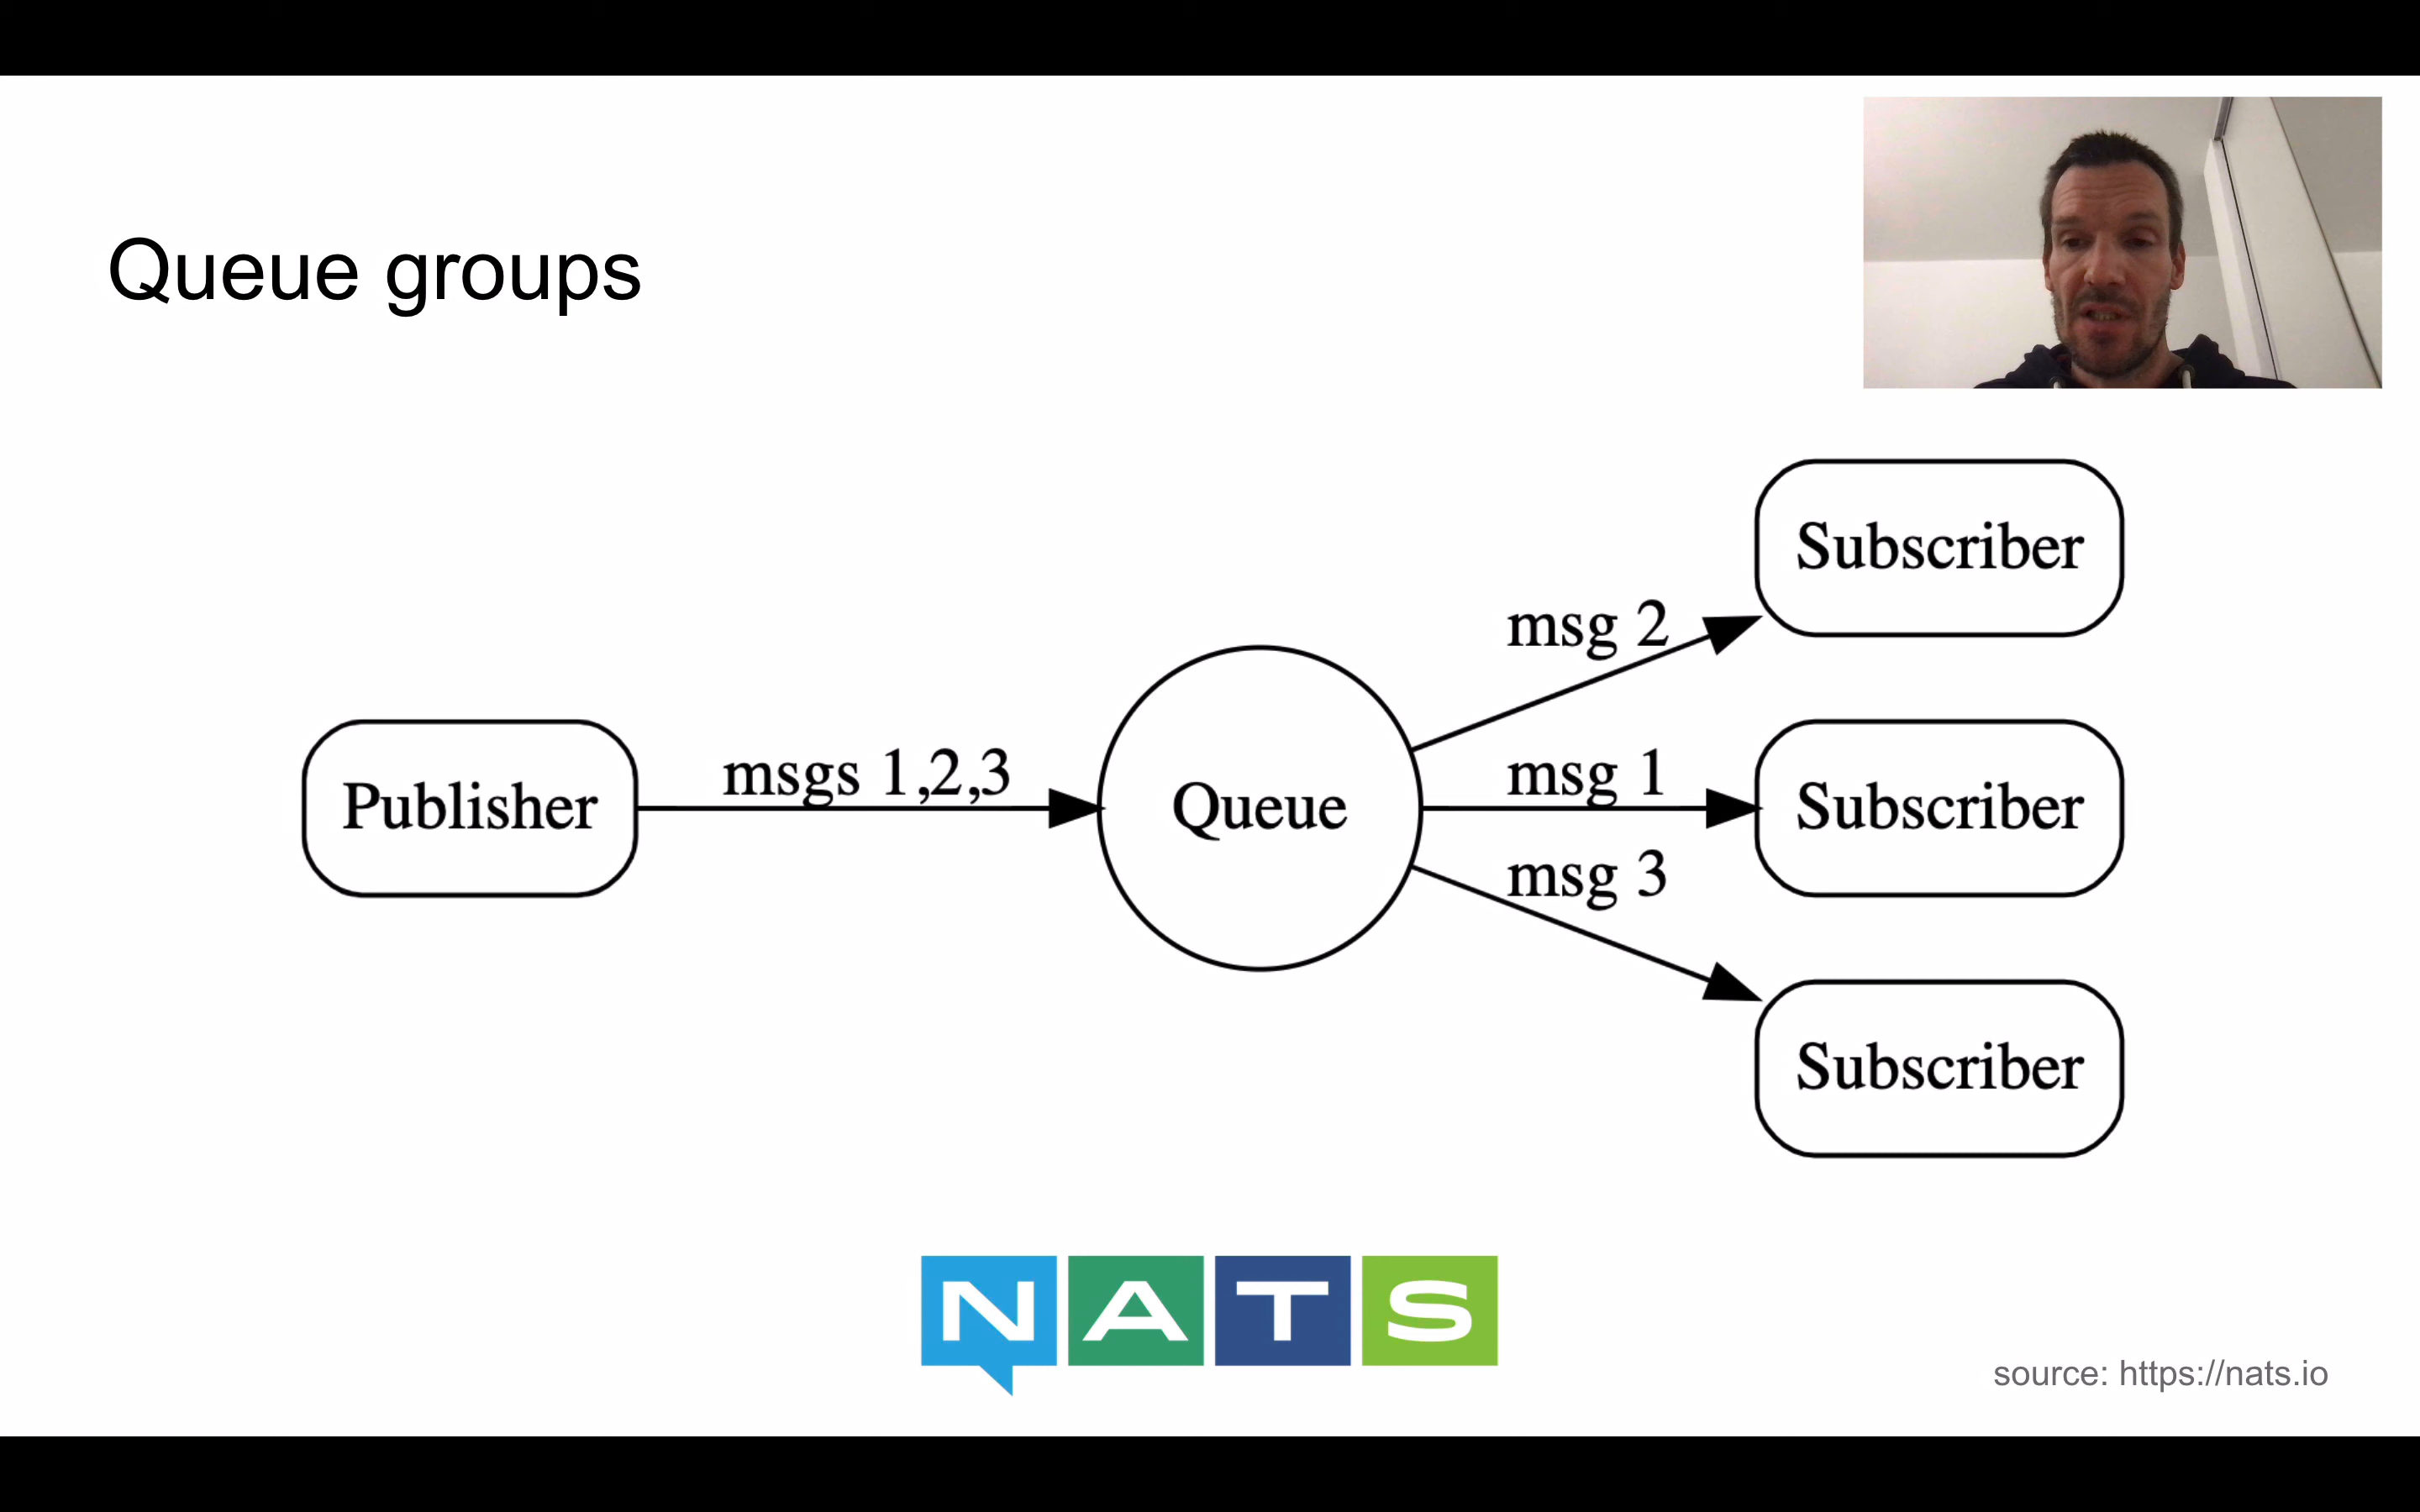 Queue groups
Subscriber
msg 2
Publisher
msgs 1,2,3
Queue
msg 1
Subscriber
msg 3
Subscriber
NATS
source: https://nats.io